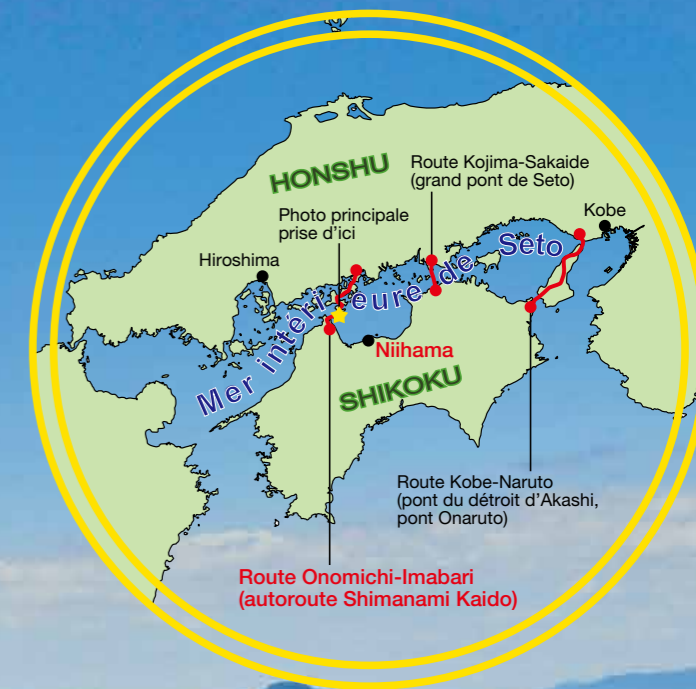 HONSHU
Route Kojima-Sakaide
(grand pont de Seto)
Photo principale
prise d'ici
Kobe
Hiroshima
Mer intérieure de Seto
Niihama
SHIKOKU
Route Kobe-Naruto
(pont du détroit d'Akashi,
pont Onaruto)
Route Onomichi-Imabari
(autoroute Shimanami Kaido)